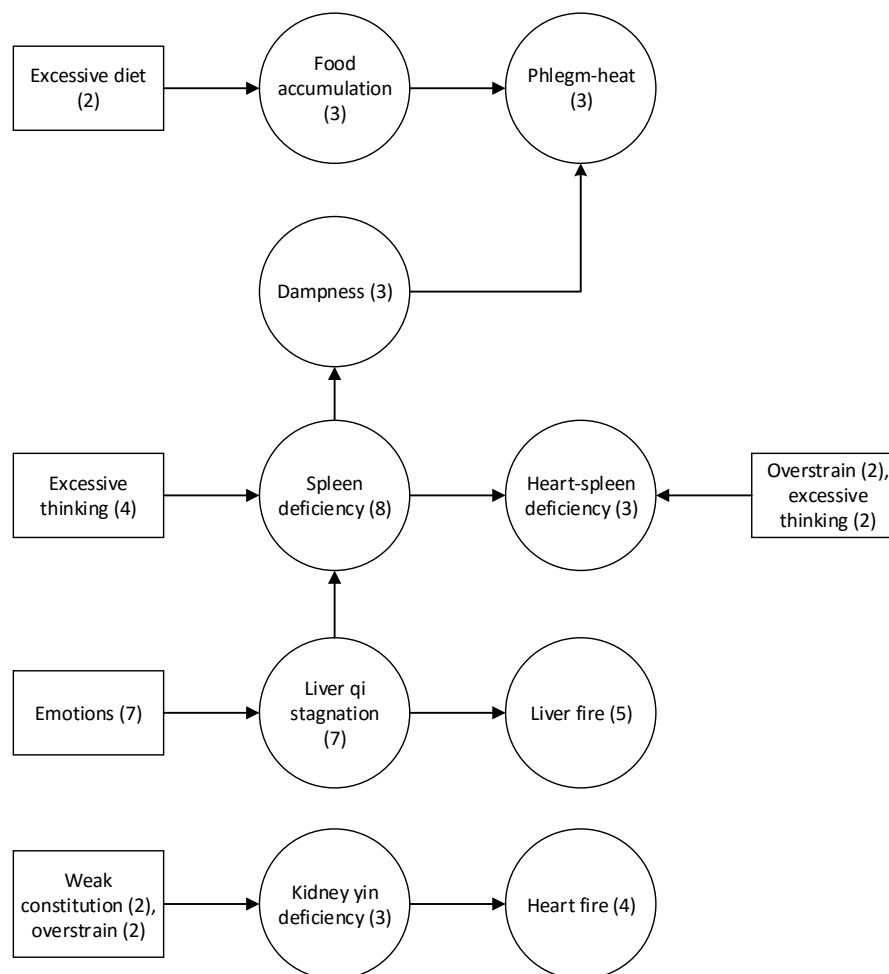 Excessive diet
(2)
Food
accumulation
(3)
Phlegm-heat
(3)
Dampness (3)
Excessive
thinking (4)
Spleen
deficiency (8)
Heart-spleen
deficiency (3)
Overstrain (2),
excessive
thinking (2)
Emotions (7)
Liver qi
stagnation
(7)
Liver fire (5)
Weak
constitution (2),
overstrain (2)
Kidney yin
deficiency (3)
Heart fire (4)